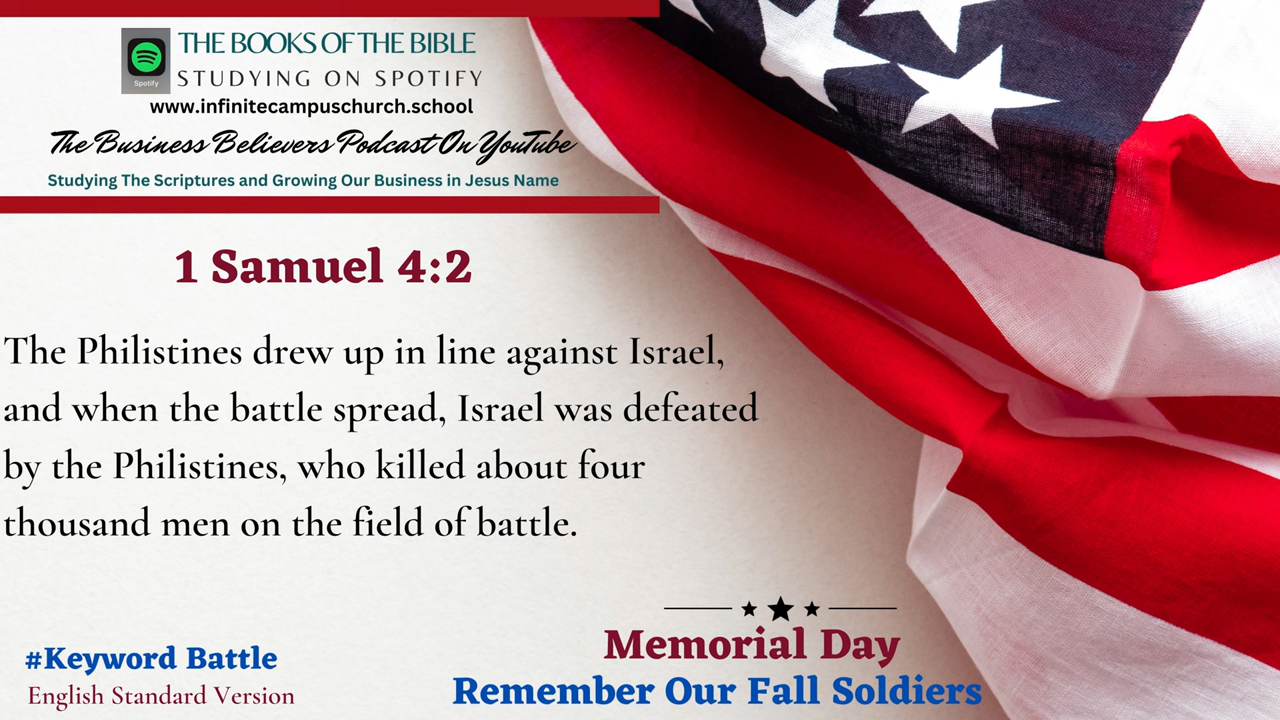 THE BOOKS OF THE BIBLE
Spotify
STUDYING ON SPOTIFY
www.infinitecampuschurch.school
The Business Believers Podcast On YouTube
Studying The Scriptures and Growing Our Business in Jesus Name
1 Samuel 4:2
The Philistines drew up in line against Israel,
and when the battle spread, Israel was defeated
by the Philistines, who killed about four
thousand men on the field of battle.
#Keyword Battle
English Standard Version
Memorial Day
Remember Our Fall Soldiers